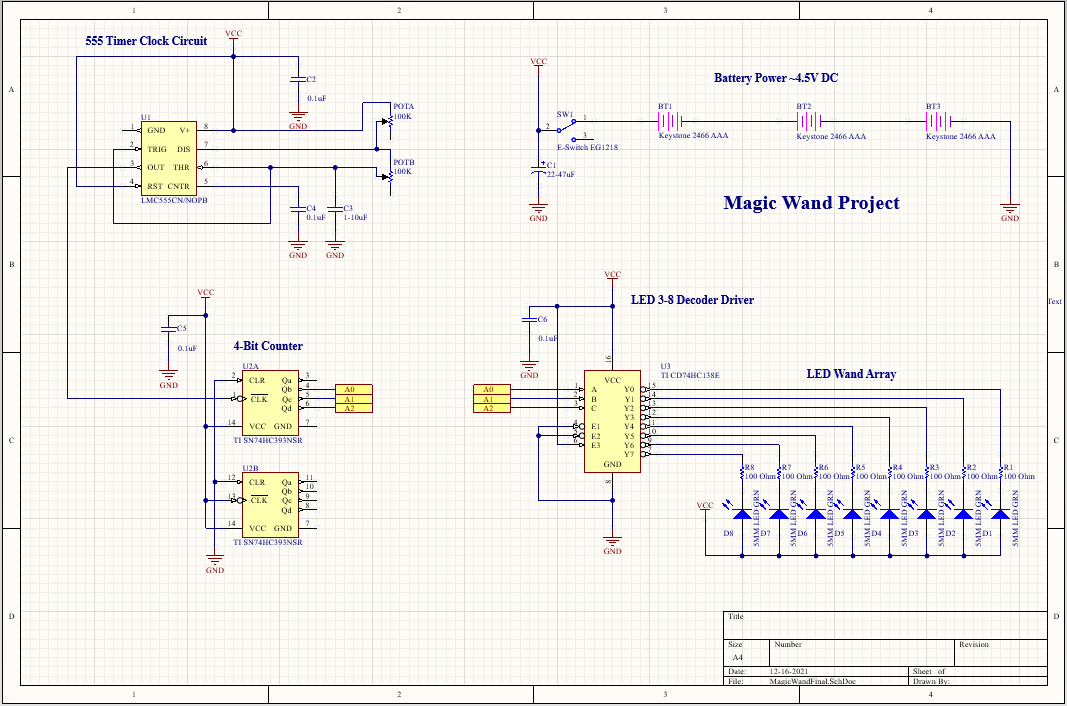 1 2 3 4
A A
B B
C C
D D
1 2 3 4
Text
555 Timer Clock Circuit
VCC
C2
0.1uF
GND
U1
1 GND V+ 8
2 TRIG DIS 7
3 OUT THR 6
4 RST CNTR 5
LMC555CN/NOPB
POTA
100K
POTB
100K
C4
0.1uF
C3
1-10uF
GND
GND
Battery Power ~4.5V DC
VCC
SW1
2 1
3
E-Switch EG1218
C1
22-47uF
GND
BT1
Keystone 2466 AAA
BT2
Keystone 2466 AAA
BT3
Keystone 2466 AAA
GND
Magic Wand Project
VCC
C5
0.1uF
GND
4-Bit Counter
U2A
2 CLR Qa 3
1 CLK Qb 4
Qc 5
Qd 6
14 VCC GND 7
TI SN74HC393NSR
A0
A1
A2
U2B
12 CLR Qa 11
Qb 10
13 CLK Qc 9
Qd 8
14 VCC GND 7
TI SN74HC393NSR
GND
LED 3-8 Decoder Driver
VCC
C6
0.1uF
GND
16
U3
TI CD74HC138E
VCC
A0 1 A Y0 15
A1 2 B Y1 14
A2 3 C Y2 13
Y3 12
4 E1 Y4 11
5 E2 Y5 10
6 E3 Y6 9
Y7 7
GND
8
GND
LED Wand Array
R8 R7 R6 R5 R4 R3 R2 R1
100 Ohm 100 Ohm 100 Ohm 100 Ohm 100 Ohm 100 Ohm 100 Ohm 100 Ohm
VCC
D8 D7 D6 D5 D4 D3 D2 D1
5MM LED GRN 5MM LED GRN 5MM LED GRN 5MM LED GRN 5MM LED GRN 5MM LED GRN 5MM LED GRN 5MM LED GRN
Title
Size Number Revision
A4
Date: 12-16-2021 Sheet of
File: MagicWandFinal.SchDoc Drawn By: